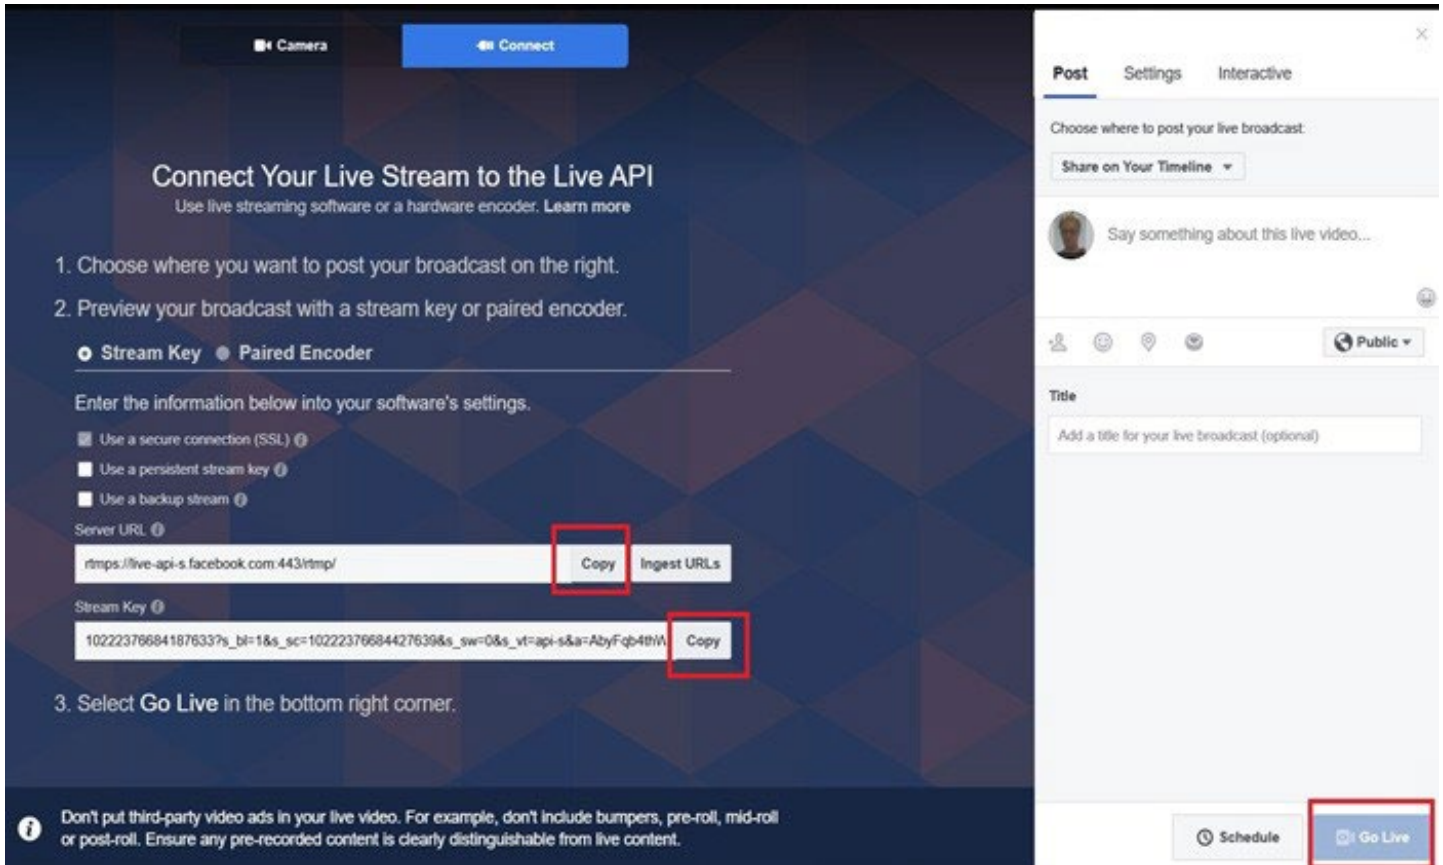 Camera
Connect
Connect Your Live Stream to the Live API
Use live streaming software or a hardware encoder. Learn more
1. Choose where you want to post your broadcast on the right.
2. Preview your broadcast with a stream key or paired encoder.
Stream Key Paired Encoder
Enter the information below into your software's settings.
Use a secure connection (SSL)
Use a persistent stream key
Use a backup stream
Server URL
rtmps://live-api-s.facebook.com:443/rtmp/ Copy Ingest URLs
Stream Key
10222376684187633?s_bl=1&s_sc=10222376684427639&s_sw=0&s_vt=api-s&a=AbyFqb4thW Copy
3. Select Go Live in the bottom right corner.
Don't put third-party video ads in your live video. For example, don't include bumpers, pre-roll, mid-roll
or post-roll. Ensure any pre-recorded content is clearly distinguishable from live content.
Post Settings Interactive
Choose where to post your live broadcast:
Share on Your Timeline
Say something about this live video...
Public
Title
Add a title for your live broadcast (optional)
Schedule
Go Live